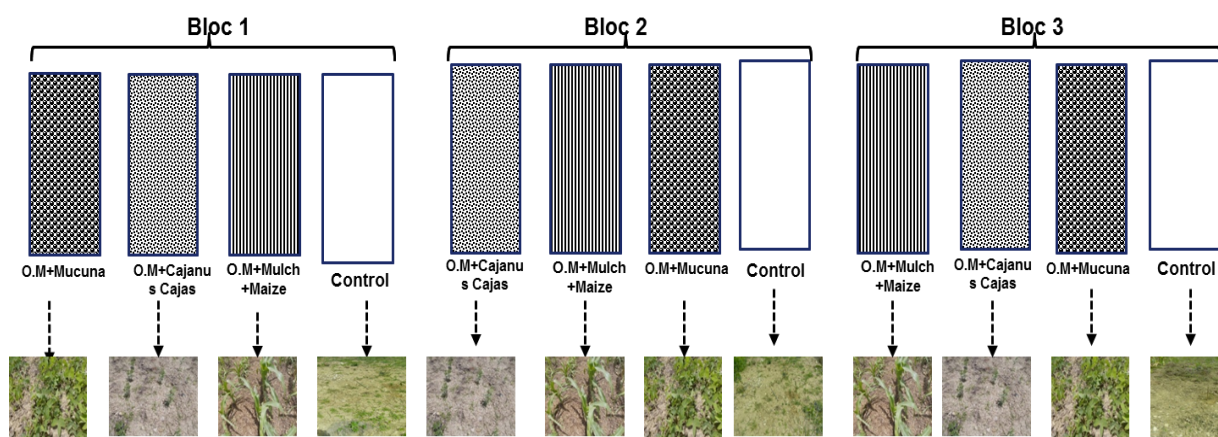 Bloc 1
Bloc 2
Bloc 3
O.M+Mucuna
O.M+Cajanu
s Cajas
O.M+Mulch
+Maize
Control
O.M+Cajanu
s Cajas
O.M+Mulch
+Maize
O.M+Mucuna
Control
O.M+Mulch
+Maize
O.M+Cajanu
s Cajas
O.M+Mucuna
Control